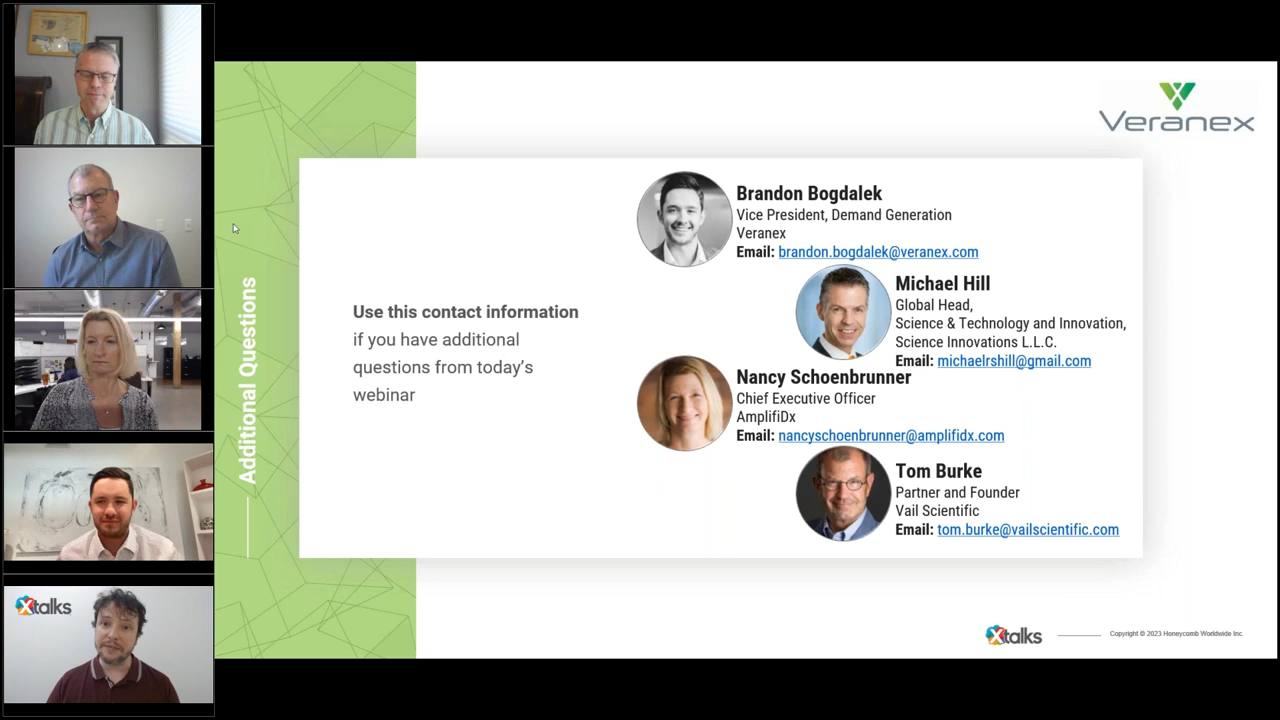 Veranex
Additional Questions
Use this contact information
if you have additional
questions from today's
webinar
Brandon Bogdalek
Vice President, Demand Generation
Veranex
Email: brandon.bogdalek@veranex.com
Michael Hill
Global Head,
Science & Technology and Innovation,
Science Innovations L.L.C.
Email: michaelrshill@gmail.com
Nancy Schoenbrunner
Chief Executive Officer
AmplifiDx
Email: nancyschoenbrunner@amplifidx.com
Tom Burke
Partner and Founder
Vail Scientific
Email: tom.burke@vailscientific.com
Xtalks
Xtalks
Copyright © 2023 Honeycomb Worldwide Inc.